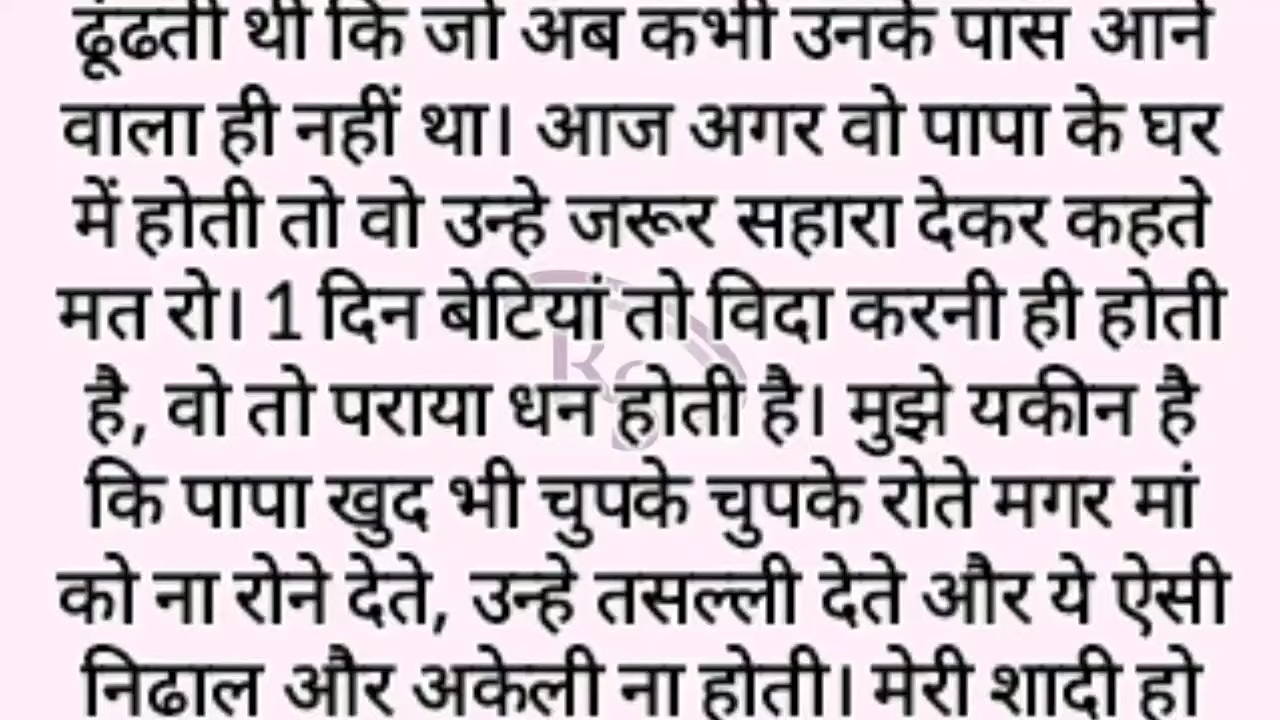 ढूंढती थी कि जो अब कभी उनके पास आने
वाला ही नहीं था। आज अगर वो पापा के घर
में होती तो वो उन्हे जरूर सहारा देकर कहते
मत रो। 1 दिन बेटियां तो विदा करनी ही होती
है, वो तो पराया धन होती है। मुझे यकीन है
कि पापा खुद भी चुपके चुपके रोते मगर मां
को ना रोने देते, उन्हे तसल्ली देते और ये ऐसी
निढाल और अकेली ना होती। मेरी शादी हो